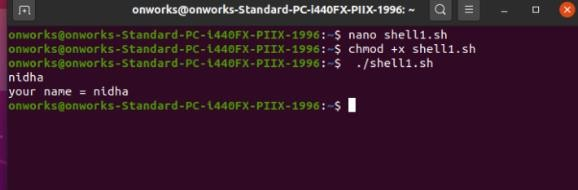 onworks@onworks-Standard-PC-i440FX-PIIX-1996: ~
onworks@onworks-Standard-PC-i440FX-PIIX-1996:~$ nano shell1.sh
onworks@onworks-Standard-PC-i440FX-PIIX-1996:~$ chmod +x shell1.sh
onworks@onworks-Standard-PC-i440FX-PIIX-1996:~$  ./shell1.sh
nidha
your name = nidha
onworks@onworks-Standard-PC-i440FX-PIIX-1996:~$